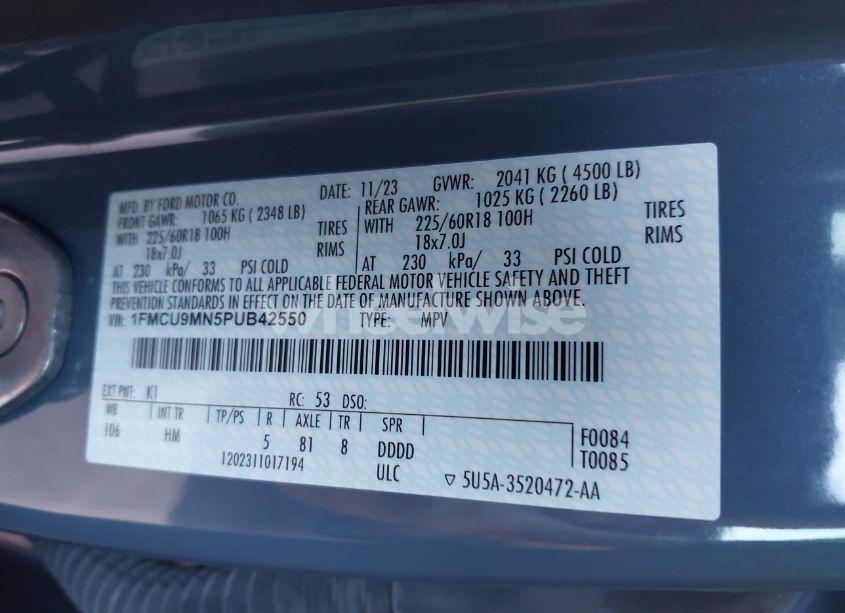 MFD. BY FORD MOTOR CO. DATE: 11/23 GVWR: 2041 KG ( 4500 LB)
FRONT GAWR: 1065 KG ( 2348 LB) REAR GAWR: 1025 KG ( 2260 LB)
WITH 225/60R18 100H TIRES WITH 225/60R18 100H TIRES
18x7.0J RIMS 18x7.0J RIMS
AT 230 kPa/ 33 PSI COLD AT 230 kPa/ 33 PSI COLD
THIS VEHICLE CONFORMS TO ALL APPLICABLE FEDERAL MOTOR VEHICLE SAFETY AND THEFT
PREVENTION STANDARDS IN EFFECT ON THE DATE OF MANUFACTURE SHOWN ABOVE.
VIN: 1FMCU9MN5PUB42550 TYPE: MPV
EXT PNT: K1 RC: 53 DSO:
WB INT TR TP/PS R AXLE TR SPR
106 HM 5 81 8 DDDD
F0084
1202311017194 ULC
T0085
5U5A-3520472-AA